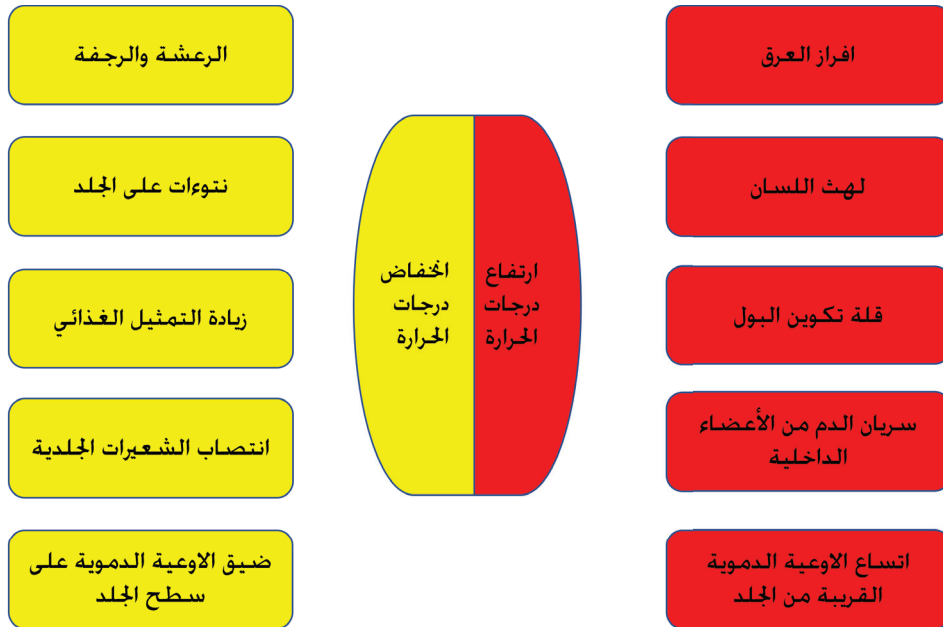 افراز العرق
لهث اللسان
قلة تكوين البول
سريان الدم من الأعضاء
الداخلية
اتساع الاوعية الدموية
القريبة من الجلد
ارتفاع
درجات
الحرارة
انخفاض
درجات
الحرارة
الرعشة والرجفة
نتوءات على الجلد
زيادة التمثيل الغذائي
انتصاب الشعيرات الجلدية
ضيق الاوعية الدموية على
سطح الجلد